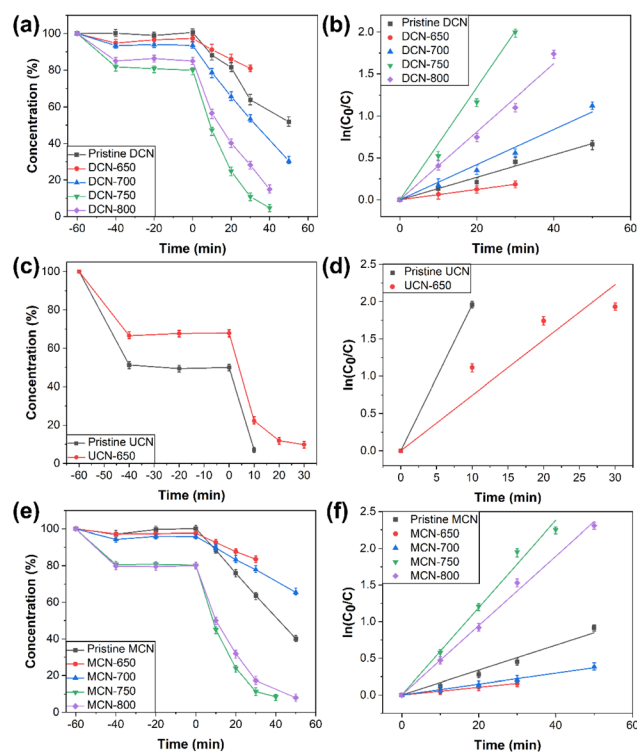 (a)
Concentration (%)
100
80
60
40
20
0
Pristine DCN
DCN-650
DCN-700
DCN-750
DCN-800
-60 -40 -20 0 20 40 60
Time (min)
(b)
ln(C0/C)
2.0
1.5
1.0
0.5
0.0
Pristine DCN
DCN-650
DCN-700
DCN-750
DCN-800
0 10 20 30 40 50 60
Time (min)
(c)
Concentration (%)
100
80
60
40
20
0
Pristine UCN
UCN-650
-60 -50 -40 -30 -20 -10 0 10 20 30
Time (min)
(d)
ln(C0/C)
2.5
2.0
1.5
1.0
0.5
0.0
Pristine UCN
UCN-650
0 5 10 15 20 25 30
Time (min)
(e)
Concentration (%)
100
80
60
40
20
0
Pristine MCN
MCN-650
MCN-700
MCN-750
MCN-800
-60 -40 -20 0 20 40 60
Time (min)
(f)
ln(C0/C)
2.5
2.0
1.5
1.0
0.5
0.0
Pristine MCN
MCN-650
MCN-700
MCN-750
MCN-800
0 10 20 30 40 50 60
Time (min)